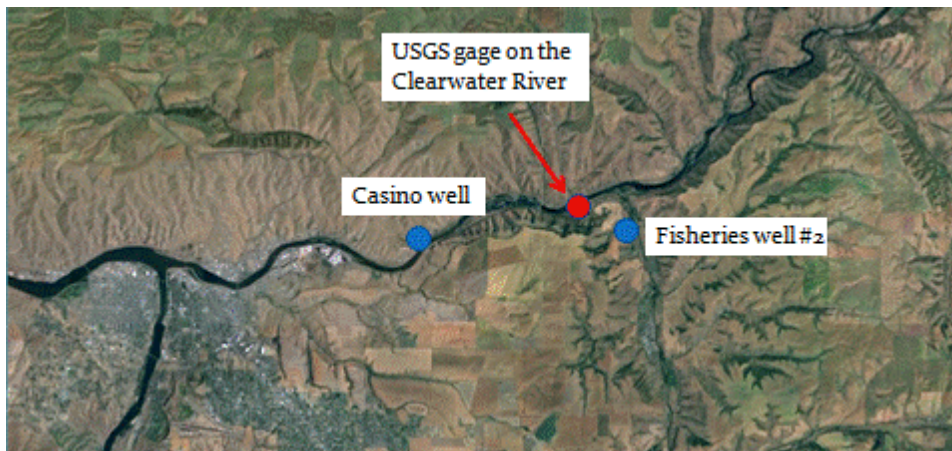 USGS gage on the
Clearwater River
Casino well
Fisheries well #2